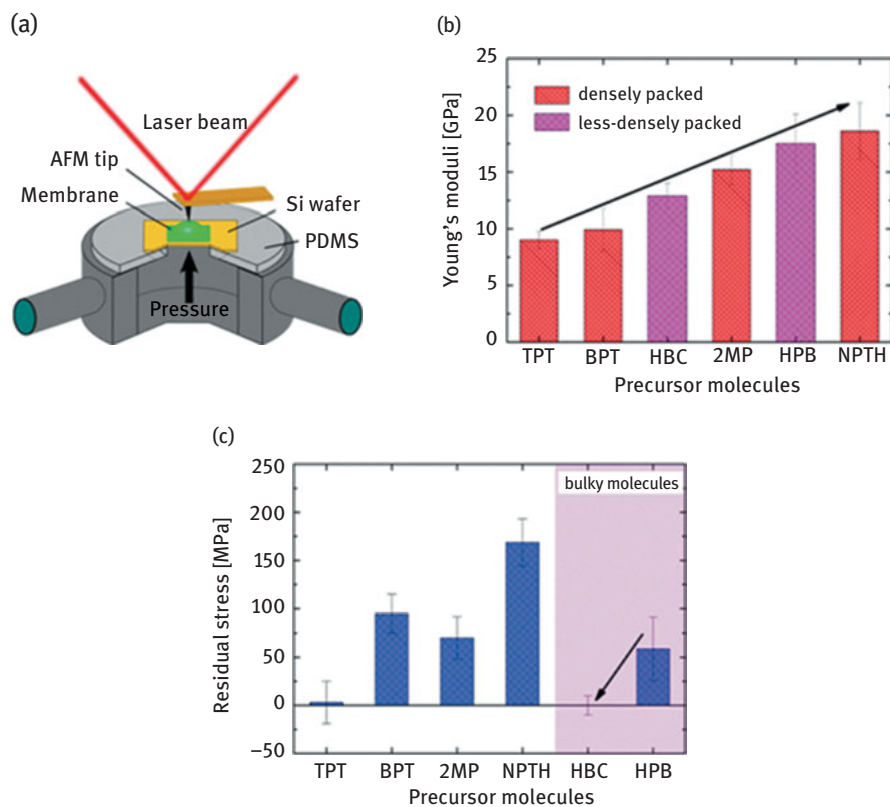 (a)
Laser beam
AFM tip
Membrane
Si wafer
PDMS
Pressure
(b)
25
20
15
10
5
0
Young's moduli [GPa]
densely packed
less-densely packed
TPT BPT HBC 2MP HPB NPTH
Precursor molecules
(c)
250
200
150
100
50
0
−50
Residual stress [MPa]
bulky molecules
TPT BPT 2MP NPTH HBC HPB
Precursor molecules